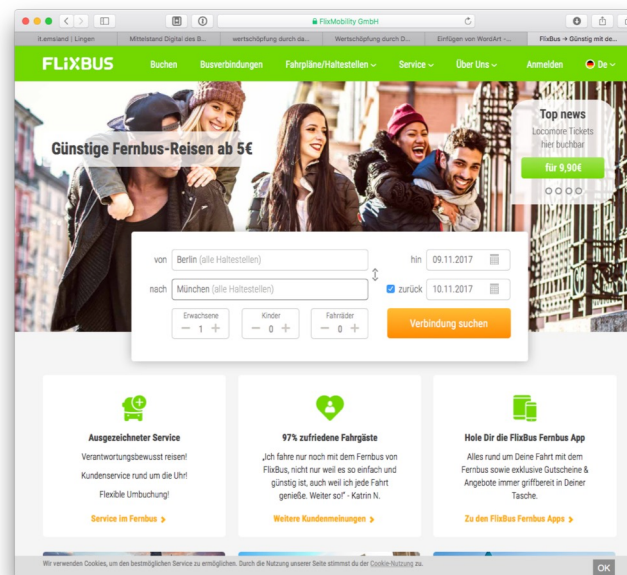 FlixMobility GmbH
it.emsland | Lingen
Mittelstand Digital des B...
wertschöpfung durch da...
Wertschöpfung durch D...
Einfügen von WordArt -...
FlixBus → Günstig mit de...
FLiXBUS
Buchen
Busverbindungen
Fahrpläne/Haltestellen
Service
Über Uns
Anmelden
De
Top news
Locomore Tickets
hier buchbar
für 9,90€
Günstige Fernbus-Reisen ab 5€
von
Berlin (alle Haltestellen)
hin
09.11.2017
nach
München (alle Haltestellen)
zurück
10.11.2017
Erwachsene
− 1 +
Kinder
− 0 +
Fahrräder
− 0 +
Verbindung suchen
Ausgezeichneter Service
Verantwortungsbewusst reisen!
Kundenservice rund um die Uhr!
Flexible Umbuchung!
Service im Fernbus
97% zufriedene Fahrgäste
„Ich fahre nur noch mit dem Fernbus von
FlixBus, nicht nur weil es so einfach und
günstig ist, auch weil ich jede Fahrt
genieße. Weiter so!" - Katrin N.
Weitere Kundenmeinungen
Hole Dir die FlixBus Fernbus App
Alles rund um Deine Fahrt mit dem
Fernbus sowie exklusive Gutscheine &
Angebote immer griffbereit in Deiner
Tasche.
Zu den FlixBus Fernbus Apps
Wir verwenden Cookies, um den bestmöglichen Service zu ermöglichen. Durch die Nutzung unserer Seite stimmst du der Cookie-Nutzung zu.
OK